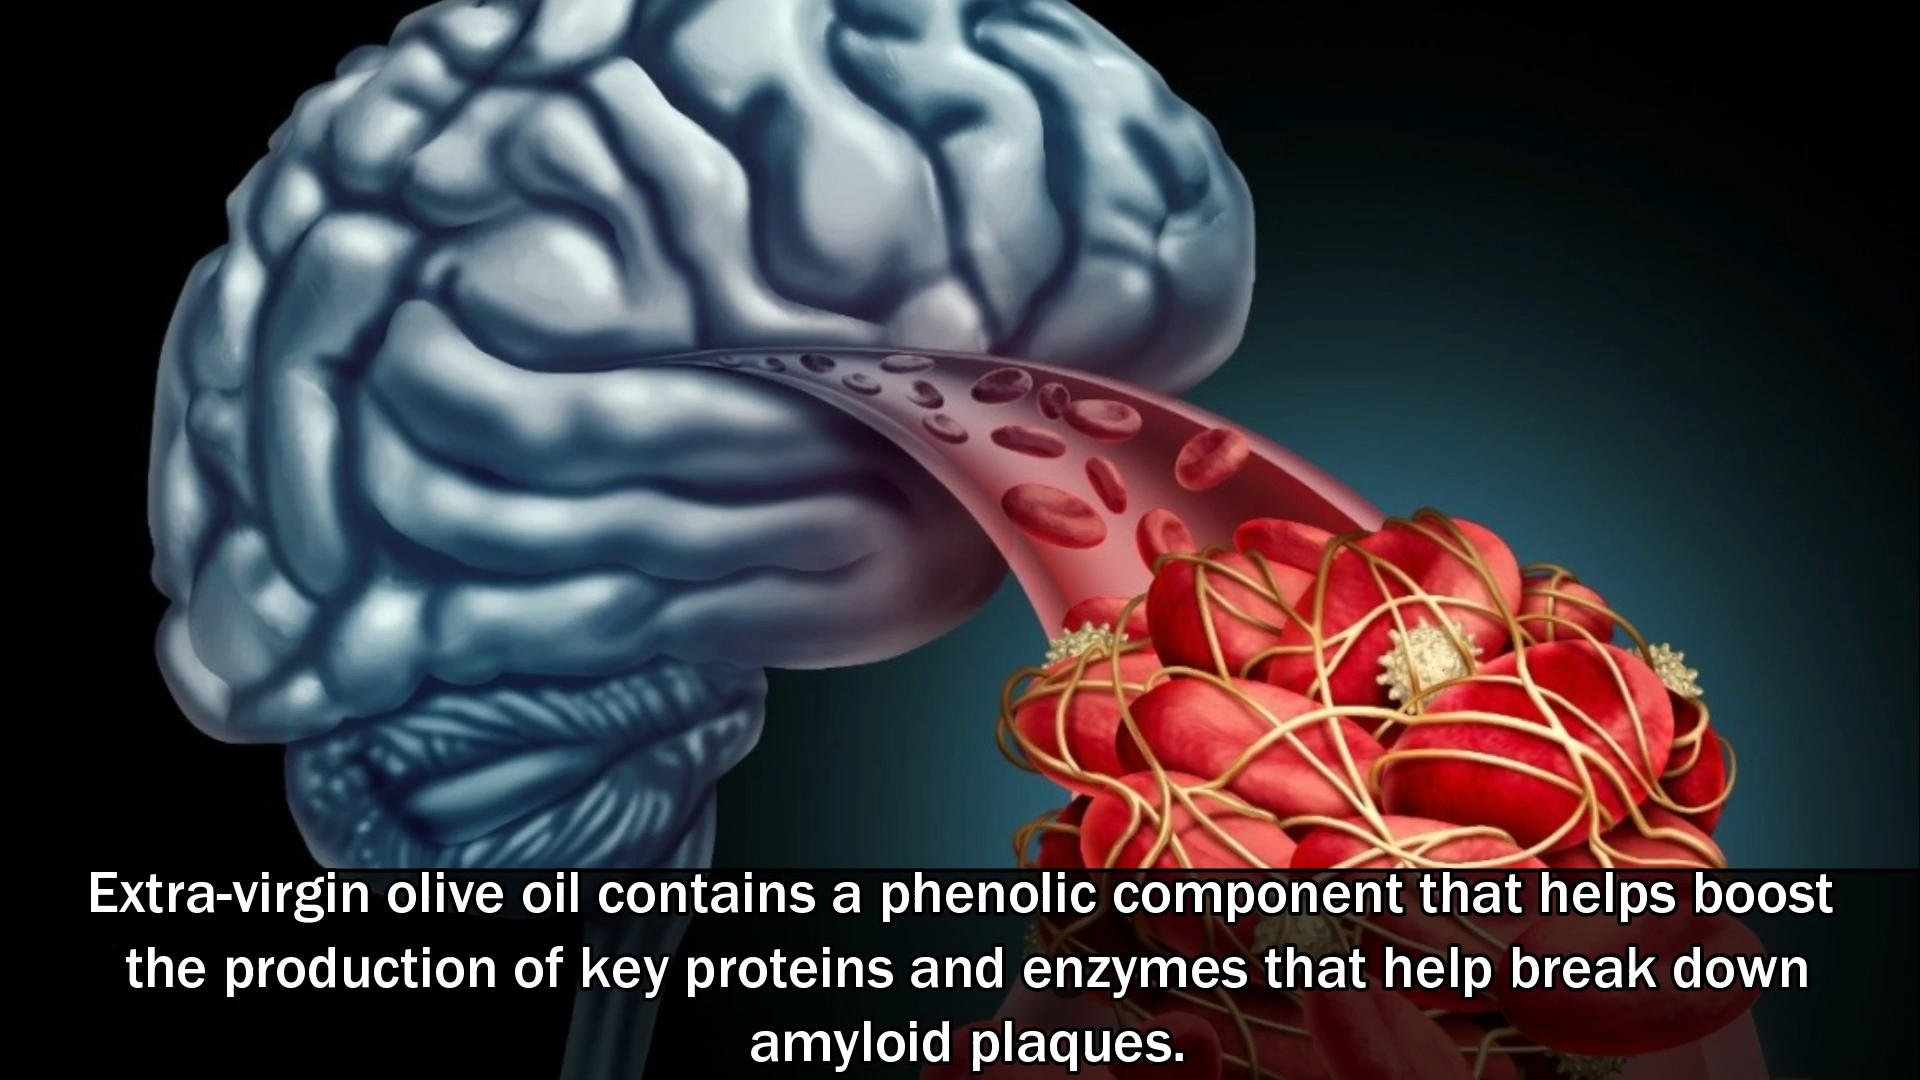 Extra-virgin olive oil contains a phenolic component that helps boost
the production of key proteins and enzymes that help break down
amyloid plaques.